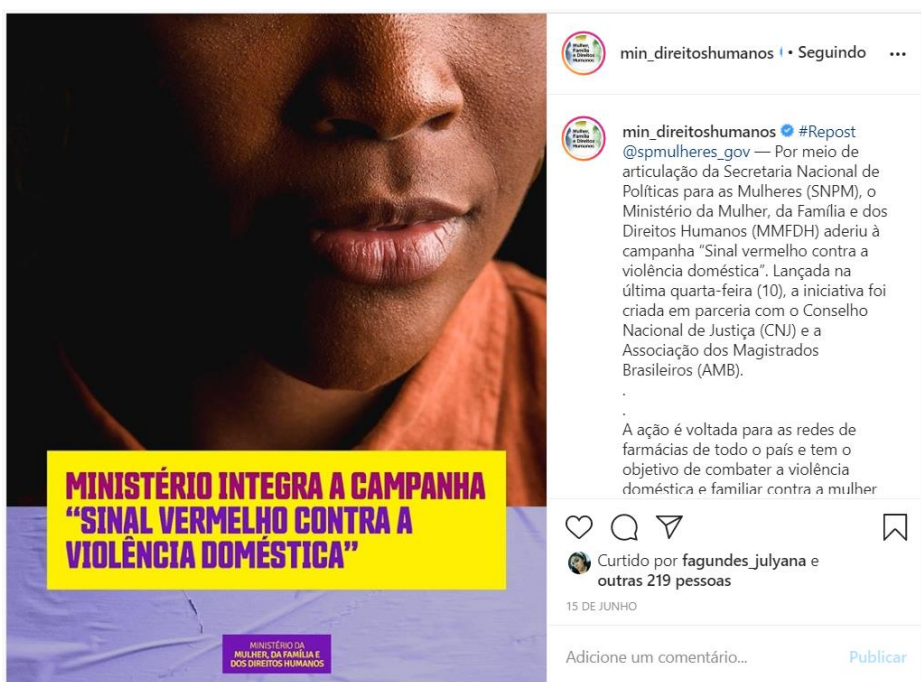 MINISTÉRIO INTEGRA A CAMPANHA
“SINAL VERMELHO CONTRA A
VIOLÊNCIA DOMÉSTICA”
MINISTÉRIO DA
MULHER, DA FAMÍLIA E
DOS DIREITOS HUMANOS
min_direitoshumanos • Seguindo ...
min_direitoshumanos #Repost
@spmulheres_gov — Por meio de
articulação da Secretaria Nacional de
Políticas para as Mulheres (SNPM), o
Ministério da Mulher, da Família e dos
Direitos Humanos (MMFDH) aderiu à
campanha “Sinal vermelho contra a
violência doméstica”. Lançada na
última quarta-feira (10), a iniciativa foi
criada em parceria com o Conselho
Nacional de Justiça (CNJ) e a
Associação dos Magistrados
Brasileiros (AMB).
.
.
A ação é voltada para as redes de
farmácias de todo o país e tem o
objetivo de combater a violência
doméstica e familiar contra a mulher
Curtido por fagundes_julyana e
outras 219 pessoas
15 DE JUNHO
Adicione um comentário... Publicar